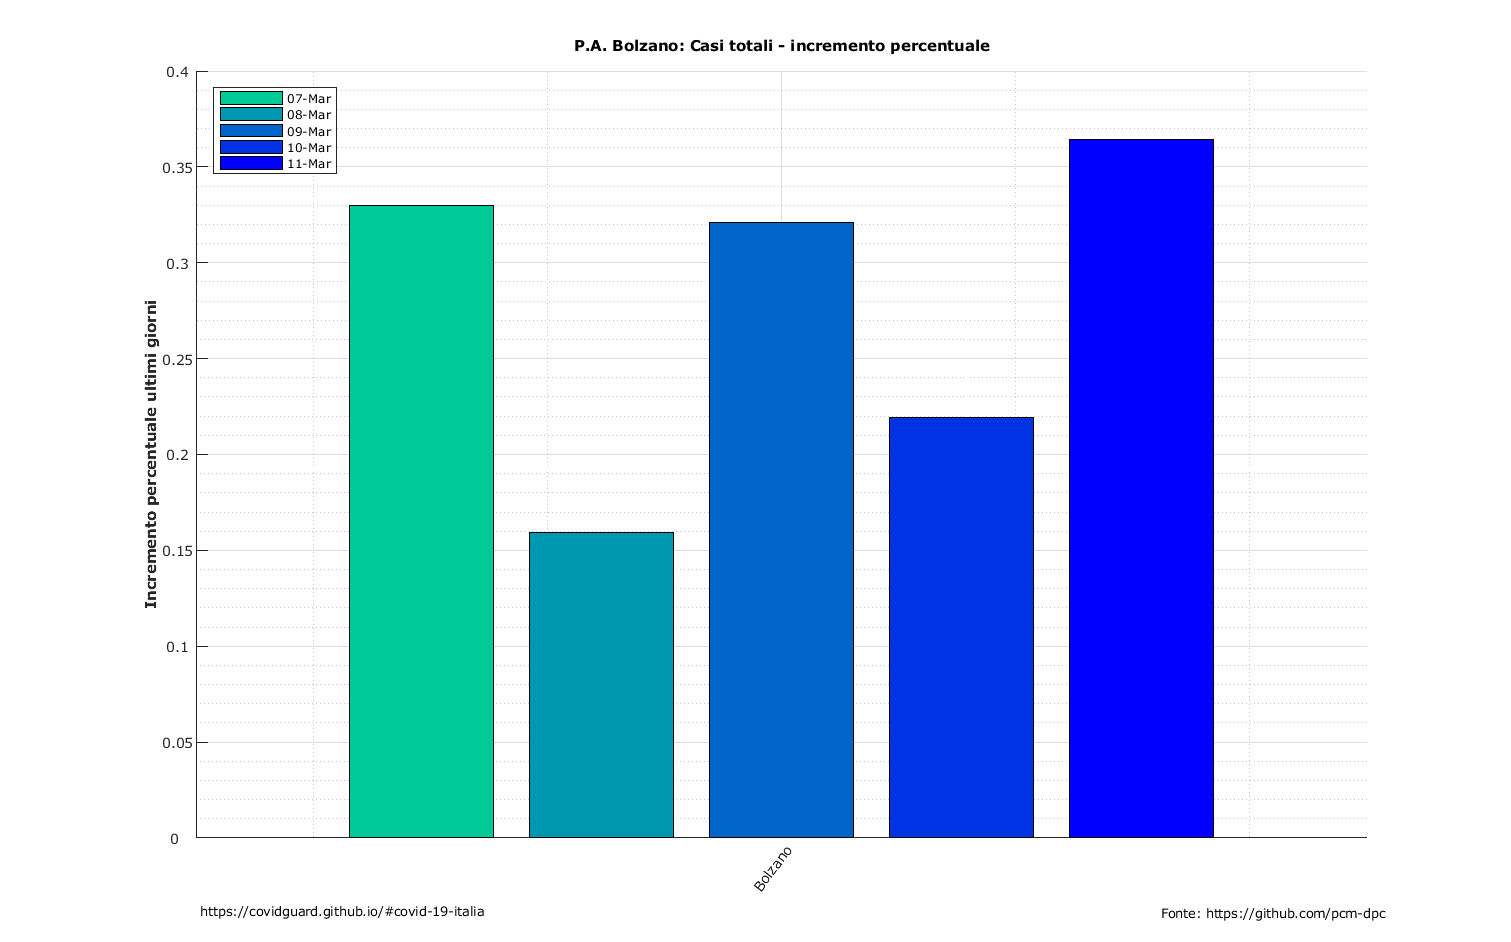 P.A. Bolzano: Casi totali - incremento percentuale
0.4
0.35
0.3
0.25
0.2
0.15
0.1
0.05
0
Incremento percentuale ultimi giorni
07-Mar
08-Mar
09-Mar
10-Mar
11-Mar
Bolzano
https://covidguard.github.io/#covid-19-italia
Fonte: https://github.com/pcm-dpc